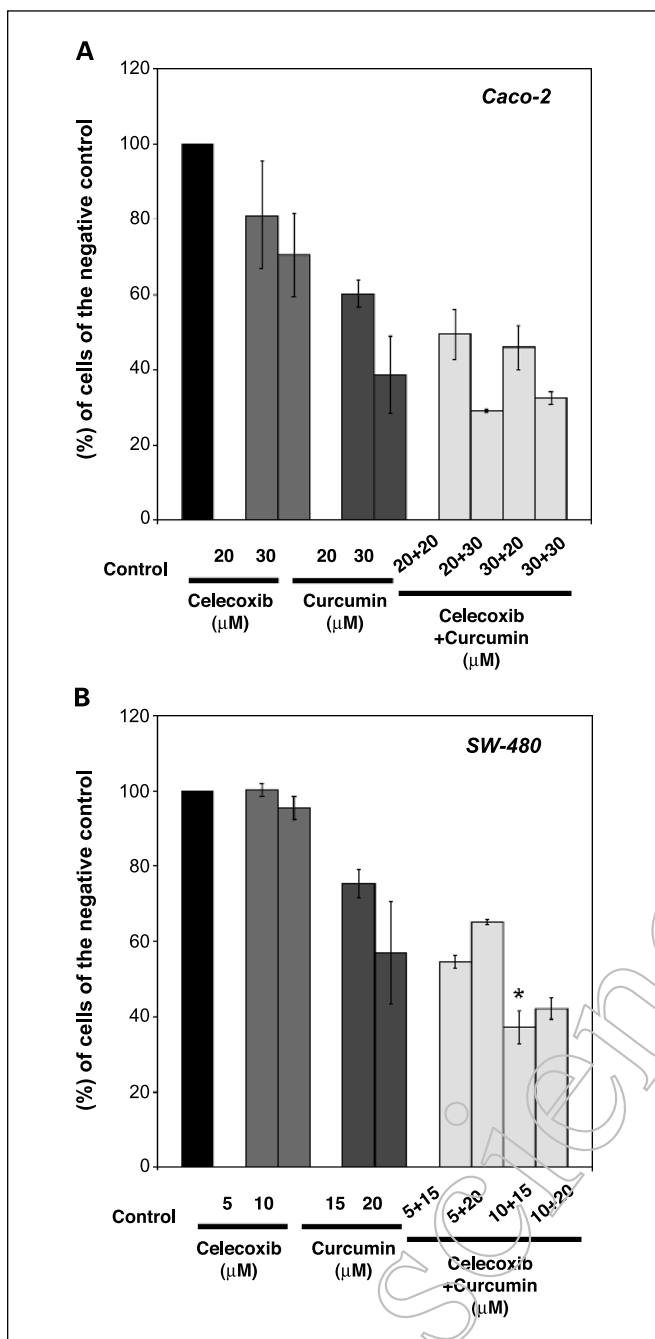 A
Caco-2
(%) of cells of the negative control
120
100
80
60
40
20
0
Control
20 30
20 30
20+20 20+30 30+20 30+30
Celecoxib
(μM)
Curcumin
(μM)
Celecoxib
+Curcumin
(μM)
B
SW-480
(%) of cells of the negative control
120
100
80
60
40
20
0
*
Control
5 10
15 20
5+15 5+20 10+15 10+20
Celecoxib
(μM)
Curcumin
(μM)
Celecoxib
+Curcumin
(μM)
scien